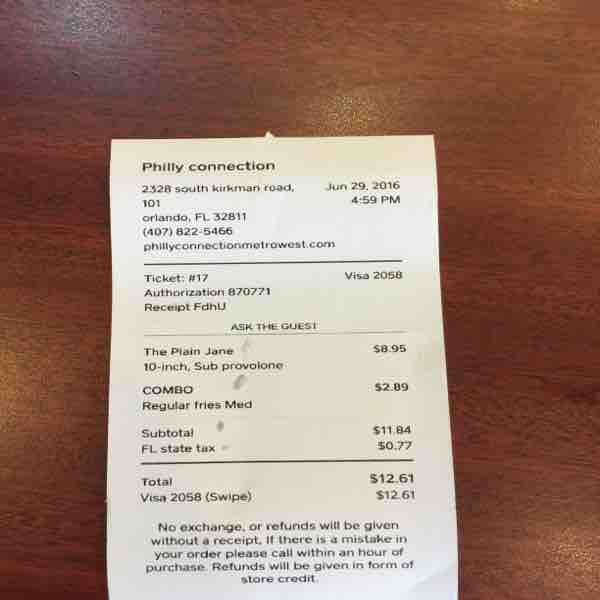 Philly connection
2328 south kirkman road, Jun 29, 2016
101 4:59 PM
orlando, FL 32811
(407) 822-5466
phillyconnectionmetrowest.com
Ticket: #17 Visa 2058
Authorization 870771
Receipt FdhU
ASK THE GUEST
The Plain Jane $8.95
10-inch, Sub provolone
COMBO $2.89
Regular fries Med
Subtotal $11.84
FL state tax $0.77
Total $12.61
Visa 2058 (Swipe) $12.61
No exchange, or refunds will be given
without a receipt, If there is a mistake in
your order please call within an hour of
purchase. Refunds will be given in form of
store credit.